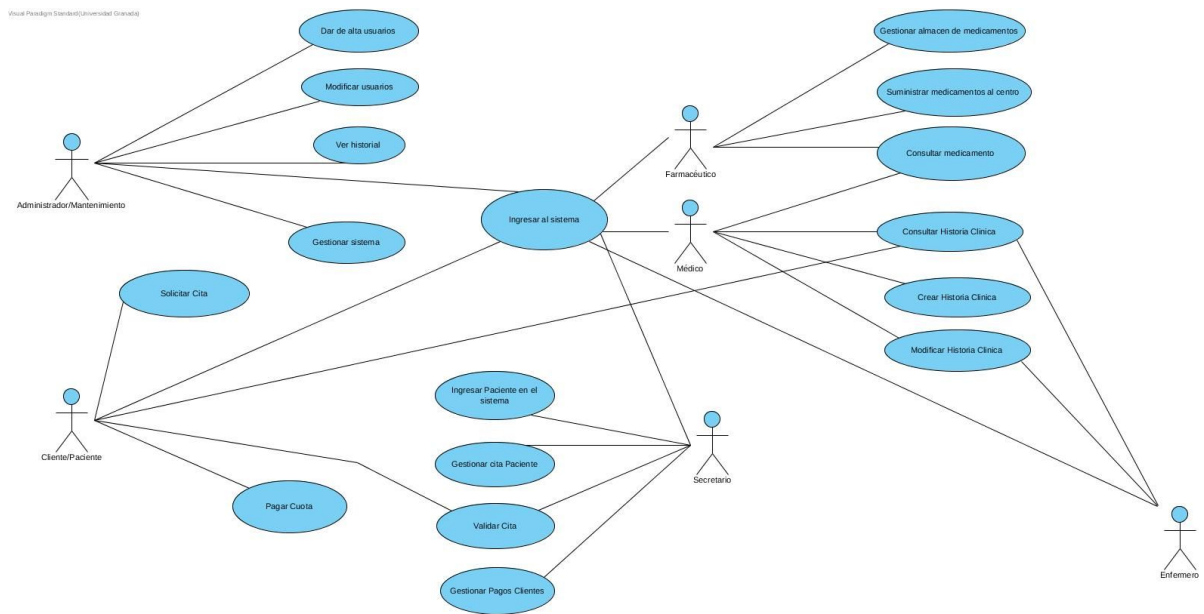 Visual Paradigm Standard(Universidad Granada)
Dar de alta usuarios
Modificar usuarios
Ver historial
Administrador/Mantenimiento
Gestionar sistema
Ingresar al sistema
Gestionar almacen de medicamentos
Suministrar medicamentos al centro
Consultar medicamento
Farmacéutico
Médico
Consultar Historia Clinica
Crear Historia Clinica
Modificar Historia Clinica
Solicitar Cita
Cliente/Paciente
Pagar Cuota
Ingresar Paciente en el
sistema
Gestionar cita Paciente
Validar Cita
Gestionar Pagos Clientes
Secretario
Enfermero